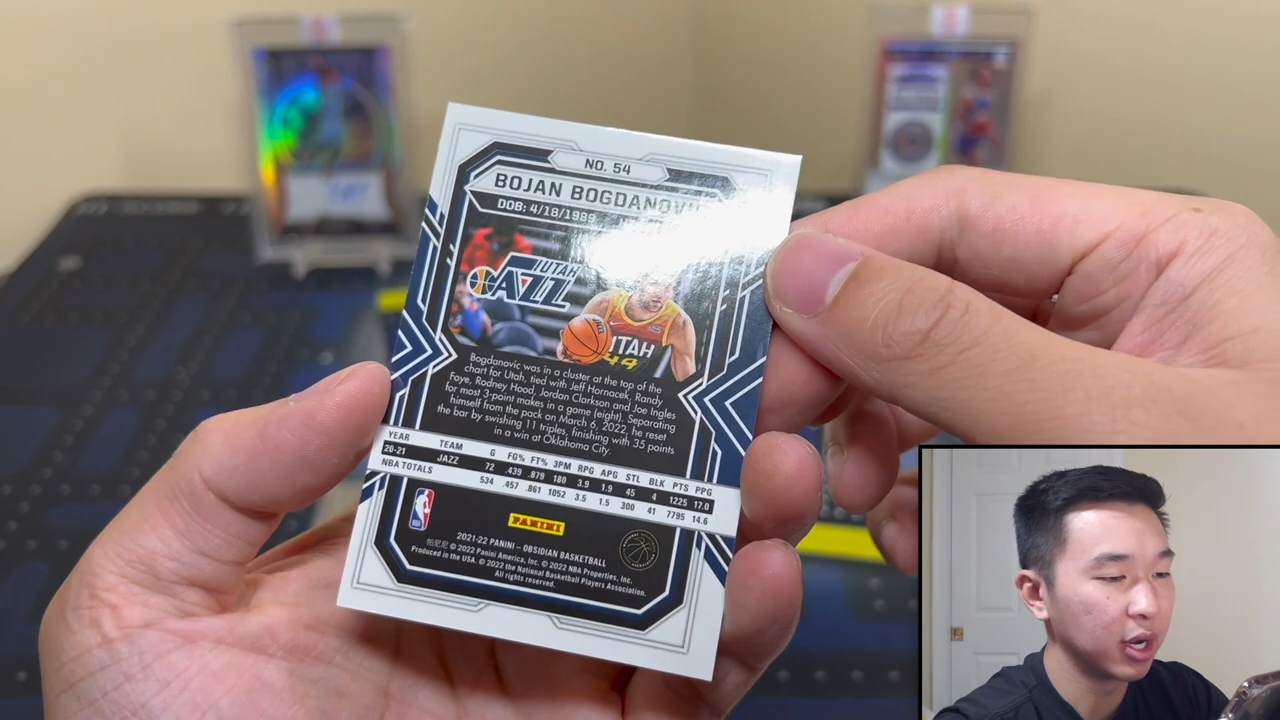 NO. 54
BOJAN BOGDANOVIC
DOB: 4/18/1989
UTAH
JAZZ
UTAH
44
Bogdanovic was in a cluster at the top of the
chart for Utah, tied with Jeff Hornacek, Randy
Foye, Rodney Hood, Jordan Clarkson and Joe Ingles
for most 3-point makes in a game (eight). Separating
himself from the pack on March 6, 2022, he reset
the bar by swishing 11 triples, finishing with 35 points
in a win at Oklahoma City.
YEAR TEAM G FG% FT% 3PM RPG APG STL BLK PTS PPG
20-21 JAZZ 72 .439 .879 180 3.9 1.9 45 4 1225 17.0
NBA TOTALS 534 .457 .861 1052 3.5 1.5 300 41 7795 14.6
PANINI
2021-22 PANINI – OBSIDIAN BASKETBALL
帕尼尼 © 2022 Panini America, Inc. © 2022 NBA Properties, Inc.
Produced in the USA. © 2022 the National Basketball Players Association.
All rights reserved.